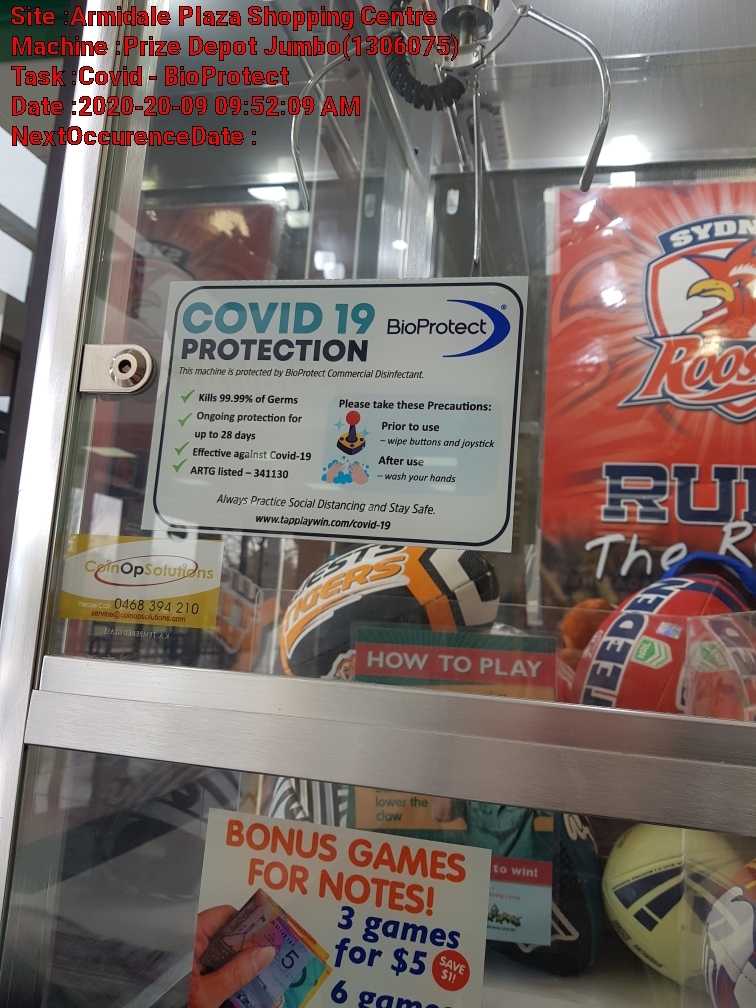 Site :Armidale Plaza Shopping Centre
Machine :Prize Depot Jumbo(1306075)
Task :Covid - BioProtect
Date :2020-20-09 09:52:09 AM
NextOccurenceDate :
SYDN
Roos
RU
The R
COVID 19
PROTECTION
BioProtect®
This machine is protected by BioProtect Commercial Disinfectant.
Kills 99.99% of Germs
Ongoing protection for
up to 28 days
Effective against Covid-19
ARTG listed – 341130
Please take these Precautions:
Prior to use
– wipe buttons and joystick
After use
– wash your hands
Always Practice Social Distancing and Stay Safe.
www.tapplaywin.com/covid-19
CoinOpSolutions
Please Call 0468 394 210
service@coinopsolutions.com
TIGERS
STEEDEN
HOW TO PLAY
lower the
claw
to win!
BONUS GAMES
FOR NOTES!
3 games
for $5
SAVE
$1!
6 games
5